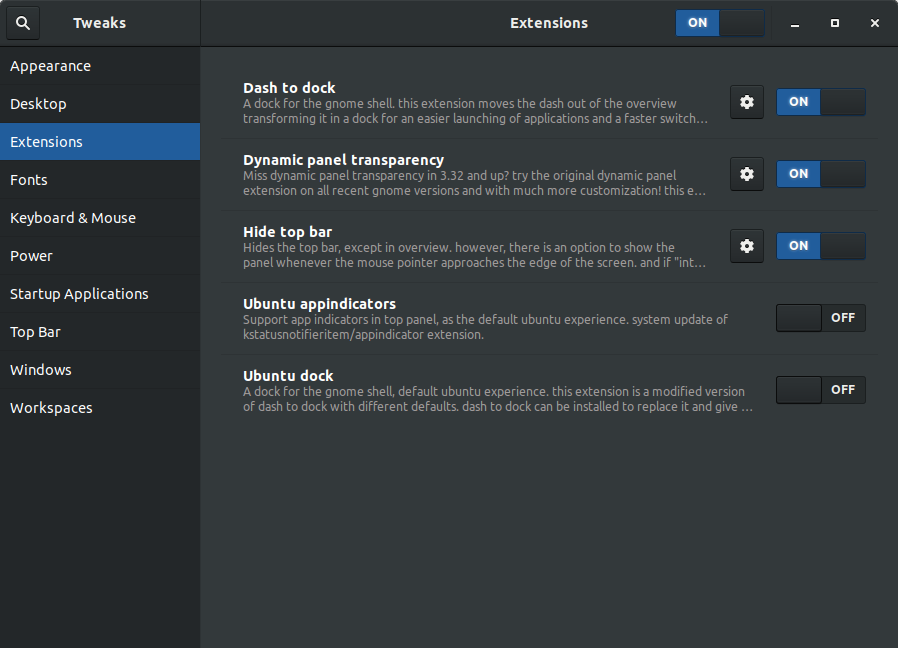 Tweaks
Extensions
ON
Appearance
Desktop
Extensions
Fonts
Keyboard & Mouse
Power
Startup Applications
Top Bar
Windows
Workspaces
Dash to dock
A dock for the gnome shell. this extension moves the dash out of the overview
transforming it in a dock for an easier launching of applications and a faster switch…
ON
Dynamic panel transparency
Miss dynamic panel transparency in 3.32 and up? try the original dynamic panel
extension on all recent gnome versions and with much more customization! this e…
ON
Hide top bar
Hides the top bar, except in overview. however, there is an option to show the
panel whenever the mouse pointer approaches the edge of the screen. and if "int…
ON
Ubuntu appindicators
Support app indicators in top panel, as the default ubuntu experience. system update of
kstatusnotifieritem/appindicator extension.
OFF
Ubuntu dock
A dock for the gnome shell, default ubuntu experience. this extension is a modified version
of dash to dock with different defaults. dash to dock can be installed to replace it and give …
OFF